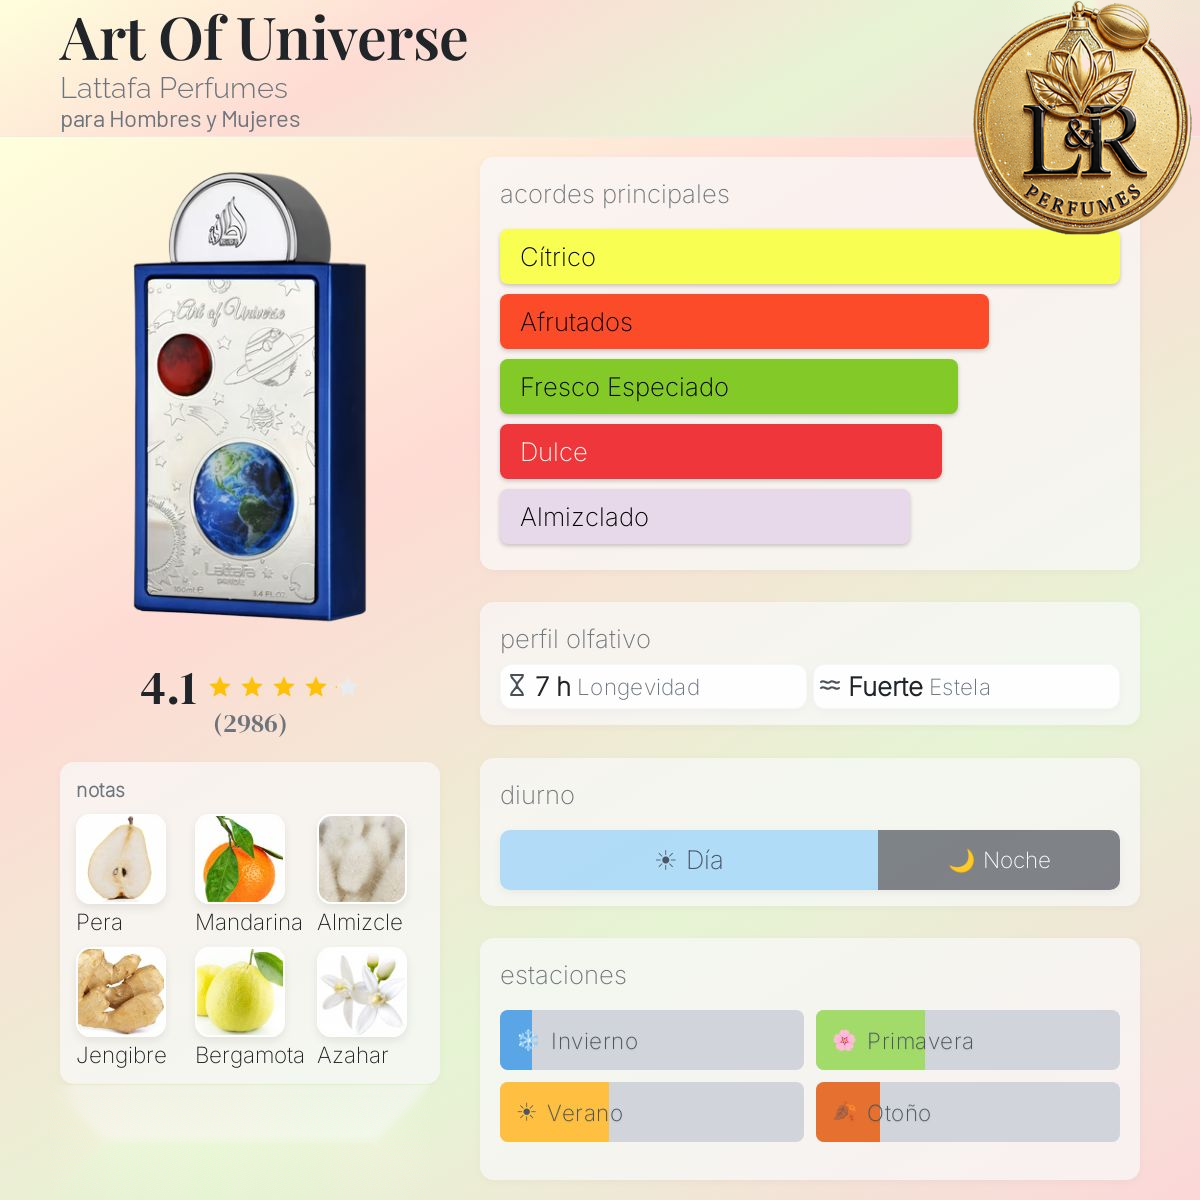 Art Of Universe
Lattafa Perfumes
para Hombres y Mujeres
L&R
PERFUMES
Art of Universe
Lattafa
100ml e
3.4 FL.OZ.
4.1
(2986)
notas
Pera
Mandarina
Almizcle
Jengibre
Bergamota
Azahar
acordes principales
Cítrico
Afrutados
Fresco Especiado
Dulce
Almizclado
perfil olfativo
7 h Longevidad
Fuerte Estela
diurno
Día
Noche
estaciones
Invierno
Primavera
Verano
Otoño